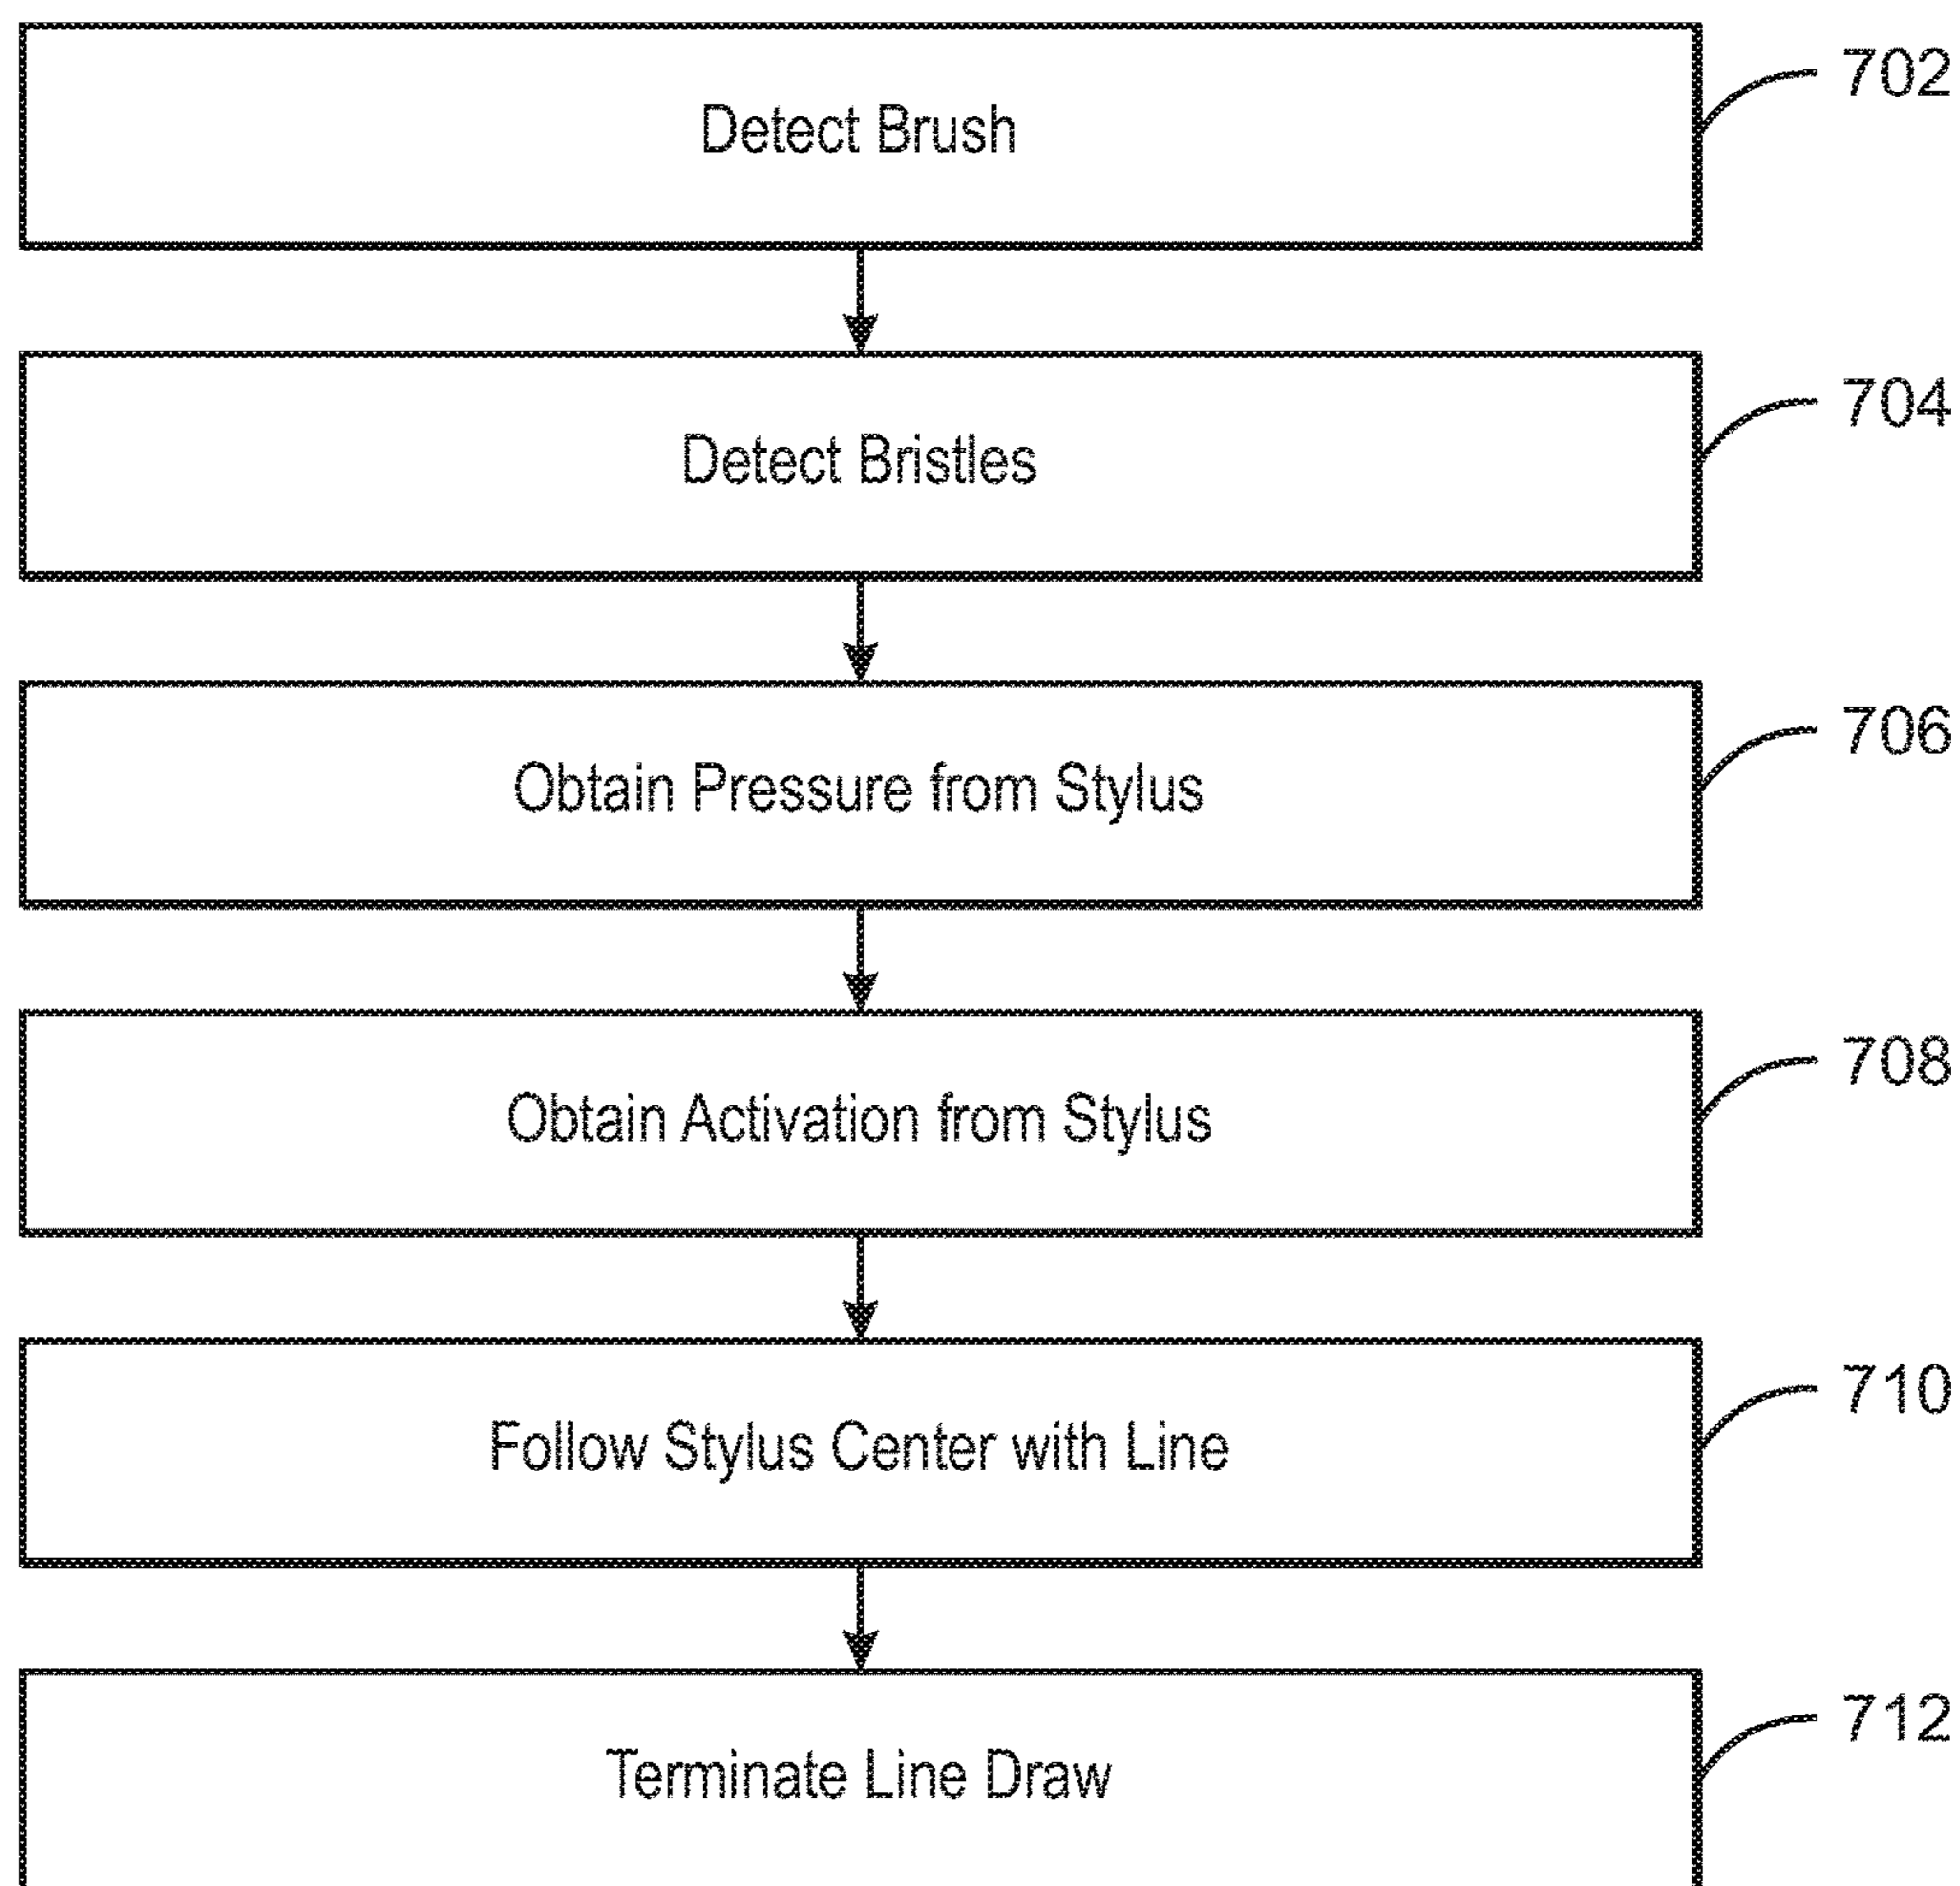 Detect Brush
702
Detect Bristles
704
Obtain Pressure from Stylus
706
Obtain Activation from Stylus
708
Follow Stylus Center with Line
710
Terminate Line Draw
712